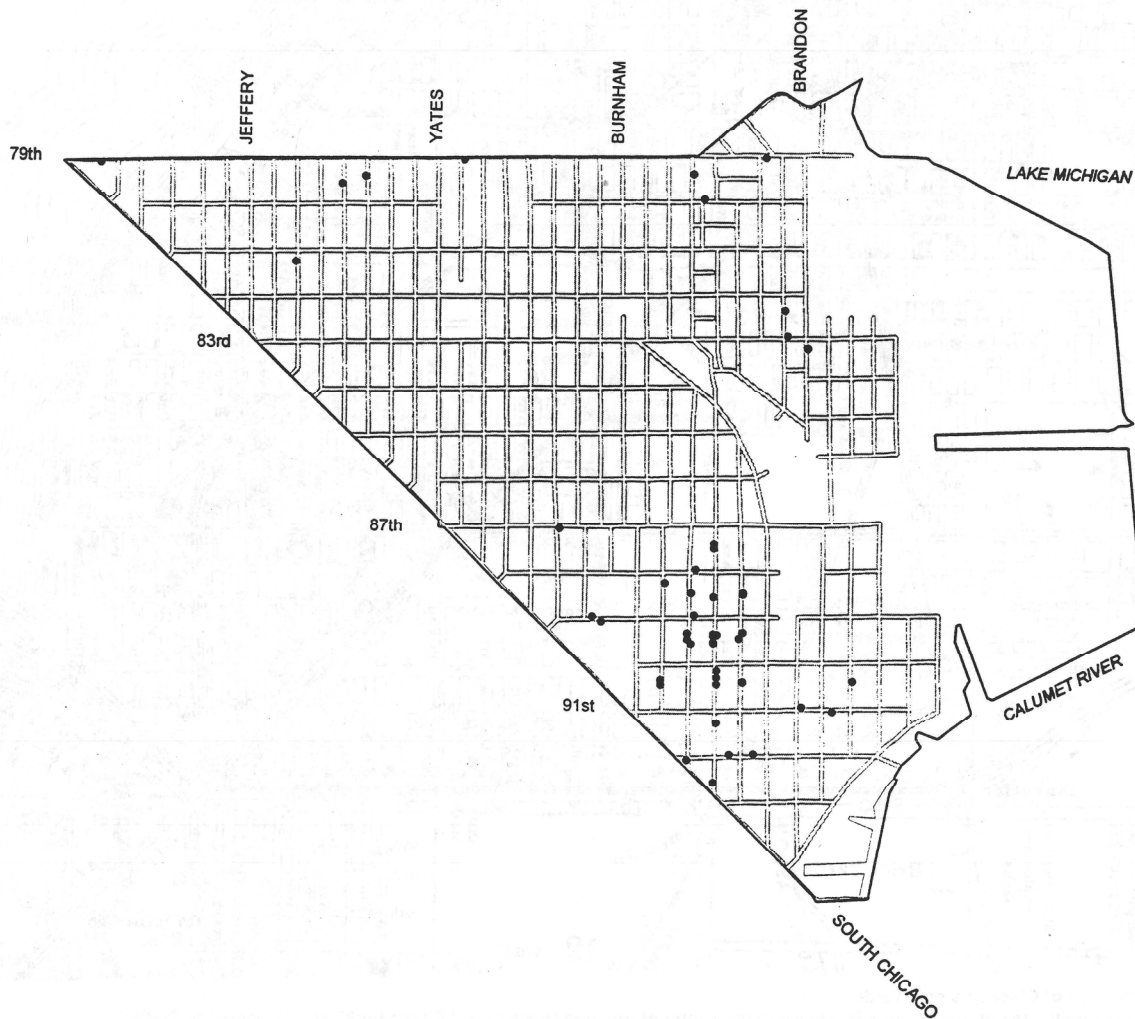 BRANDON
JEFFERY
YATES
BURNHAM
79th
LAKE MICHIGAN
83rd
87th
91st
CALUMET RIVER
SOUTH CHICAGO